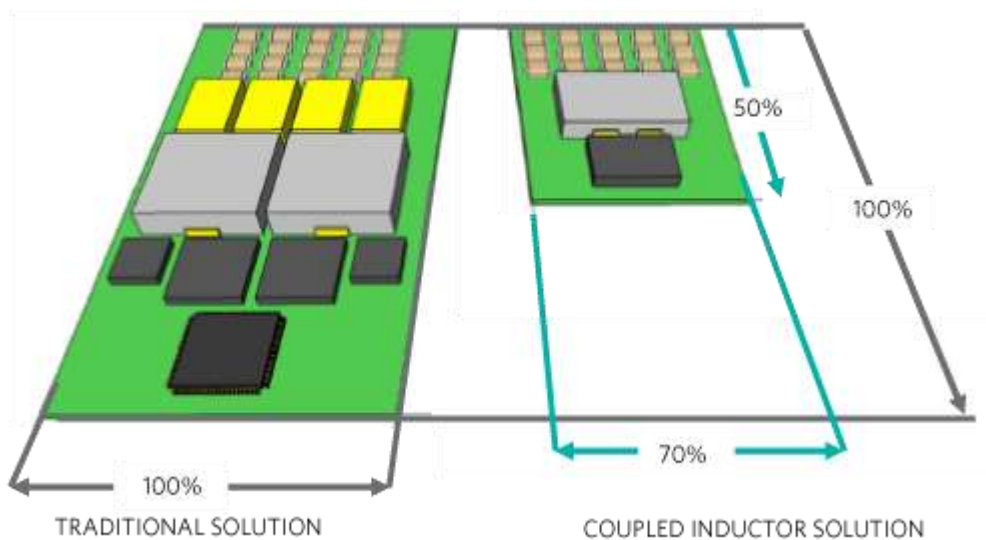 50%
100%
70%
100%
TRADITIONAL SOLUTION
COUPLED INDUCTOR SOLUTION